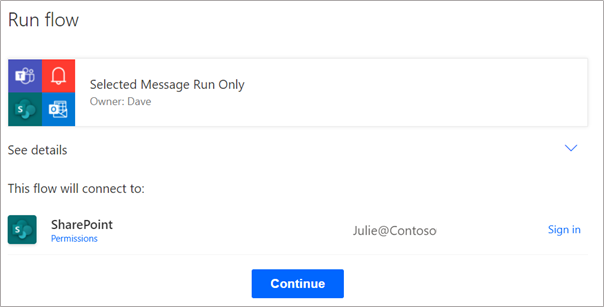 Run flow
Selected Message Run Only
Owner: Dave
See details
This flow will connect to:
SharePoint
Permissions
Julie@Contoso
Sign in
Continue